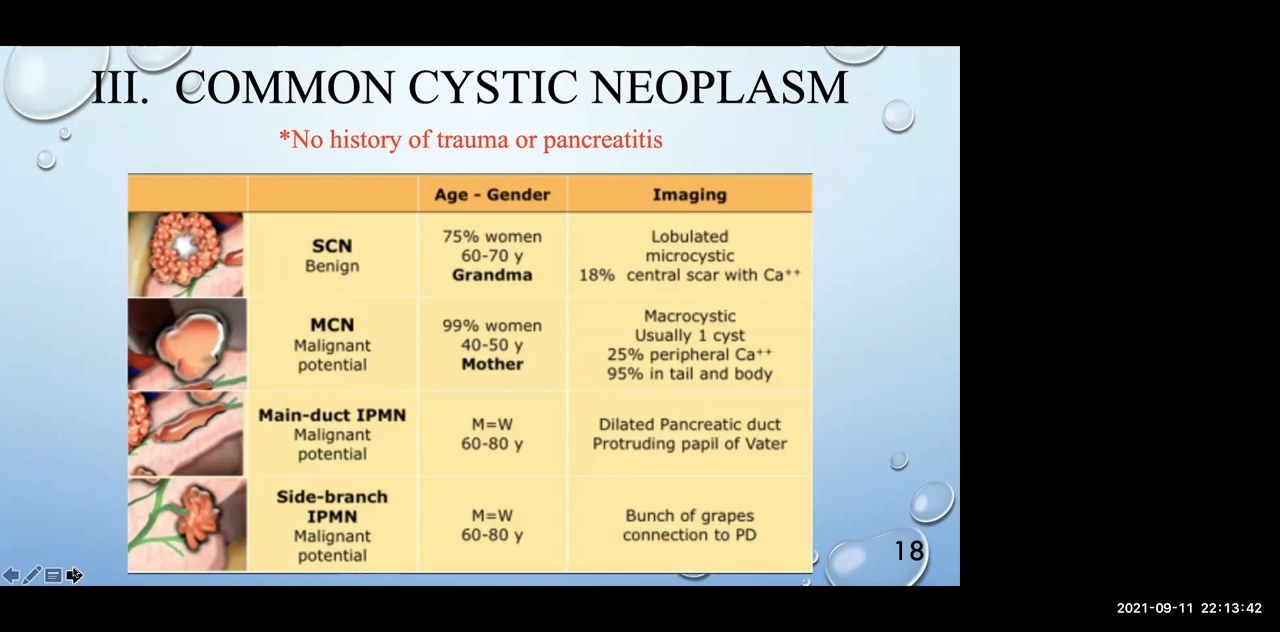 III. COMMON CYSTIC NEOPLASM
*No history of trauma or pancreatitis
Age - Gender
Imaging
SCN
Benign
75% women
60-70 y
Grandma
Lobulated
microcystic
18% central scar with Ca⁺⁺
MCN
Malignant
potential
99% women
40-50 y
Mother
Macrocystic
Usually 1 cyst
25% peripheral Ca⁺⁺
95% in tail and body
Main-duct IPMN
Malignant
potential
M=W
60-80 y
Dilated Pancreatic duct
Protruding papil of Vater
Side-branch
IPMN
Malignant
potential
M=W
60-80 y
Bunch of grapes
connection to PD
18
2021-09-11 22:13:42